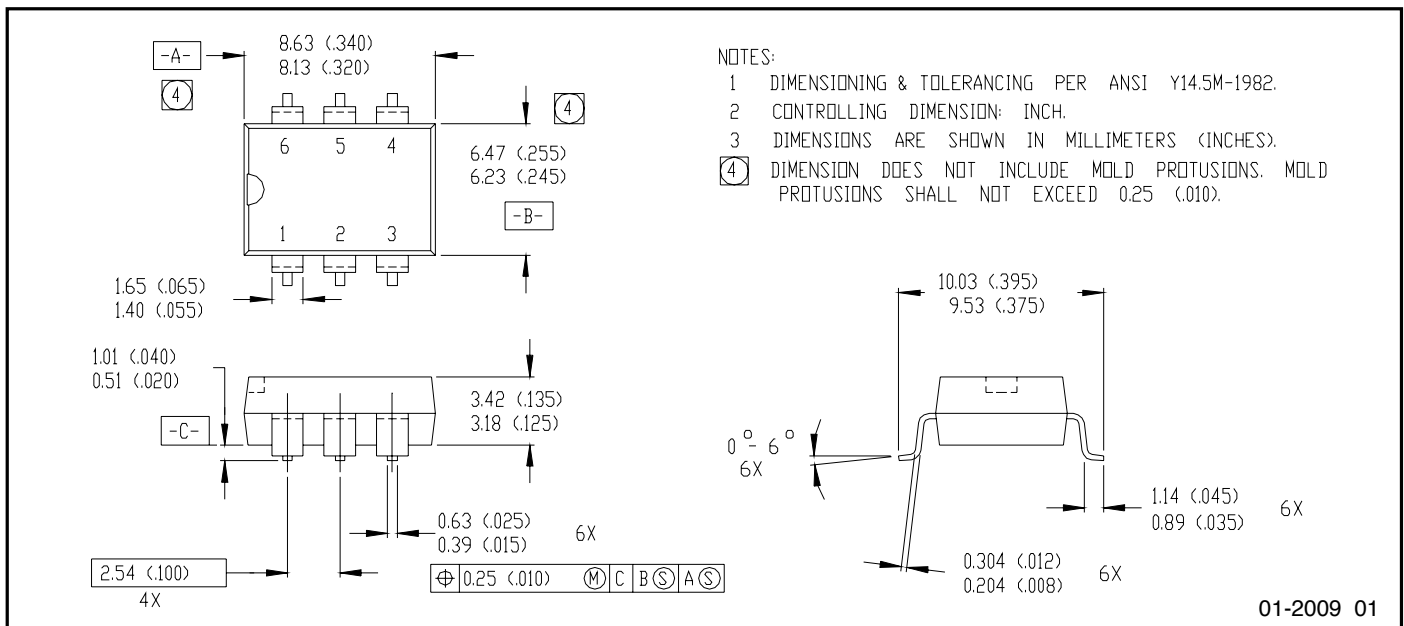 -A-
8.63 (.340)
8.13 (.320)
4
4
6 5 4
6.47 (.255)
6.23 (.245)
-B-
1 2 3
1.65 (.065)
1.40 (.055)
NOTES:
1 DIMENSIONING & TOLERANCING PER ANSI Y14.5M-1982.
2 CONTROLLING DIMENSION: INCH.
3 DIMENSIONS ARE SHOWN IN MILLIMETERS (INCHES).
4 DIMENSION DOES NOT INCLUDE MOLD PROTUSIONS. MOLD
PROTUSIONS SHALL NOT EXCEED 0.25 (.010).
1.01 (.040)
0.51 (.020)
-C-
3.42 (.135)
3.18 (.125)
0.63 (.025)
0.39 (.015)
6X
2.54 (.100)
4X
⌖ 0.25 (.010) Ⓜ C B Ⓢ A Ⓢ
10.03 (.395)
9.53 (.375)
0°- 6°
6X
1.14 (.045)
0.89 (.035)
6X
0.304 (.012)
0.204 (.008)
6X
01-2009 01